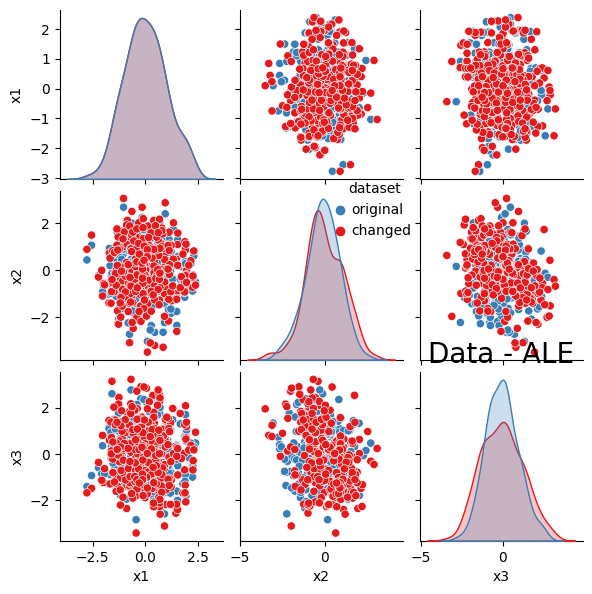 2
1
0
−1
−2
−3
x1
dataset
original
changed
2
0
−2
x2
Data - ALE
2
0
−2
x3
−2.5 0.0 2.5
x1
−5 0
x2
−5 0
x3